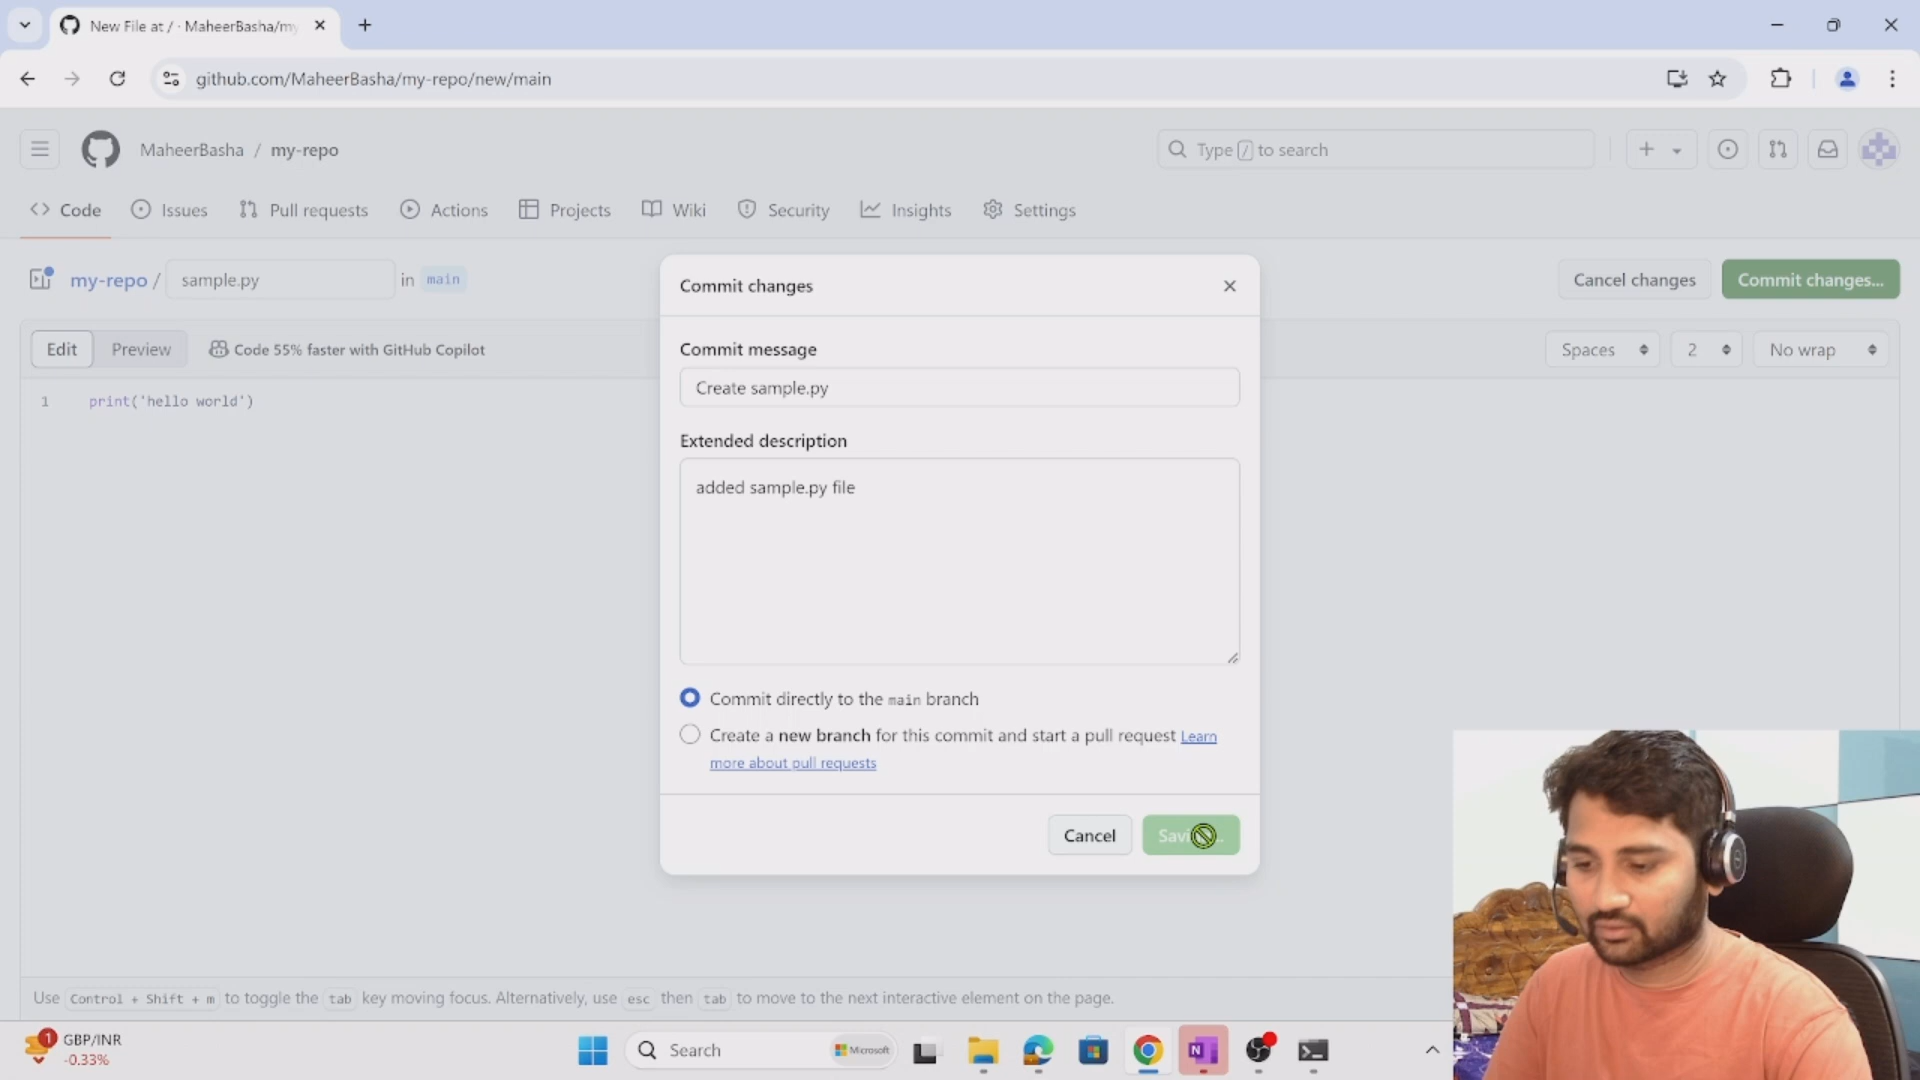 New File at / · MaheerBasha/my
github.com/MaheerBasha/my-repo/new/main
MaheerBasha / my-repo
Type / to search
Code Issues Pull requests Actions Projects Wiki Security Insights Settings
my-repo / sample.py in main
Cancel changes Commit changes...
Edit Preview Code 55% faster with GitHub Copilot
Spaces 2 No wrap
1 print('hello world')
Commit changes
Commit message
Create sample.py
Extended description
added sample.py file
Commit directly to the main branch
Create a new branch for this commit and start a pull request Learn
more about pull requests
Cancel
Use Control + Shift + m to toggle the tab key moving focus. Alternatively, use esc then tab to move to the next interactive element on the page.
1 GBP/INR
-0.33%
Search Microsoft
N